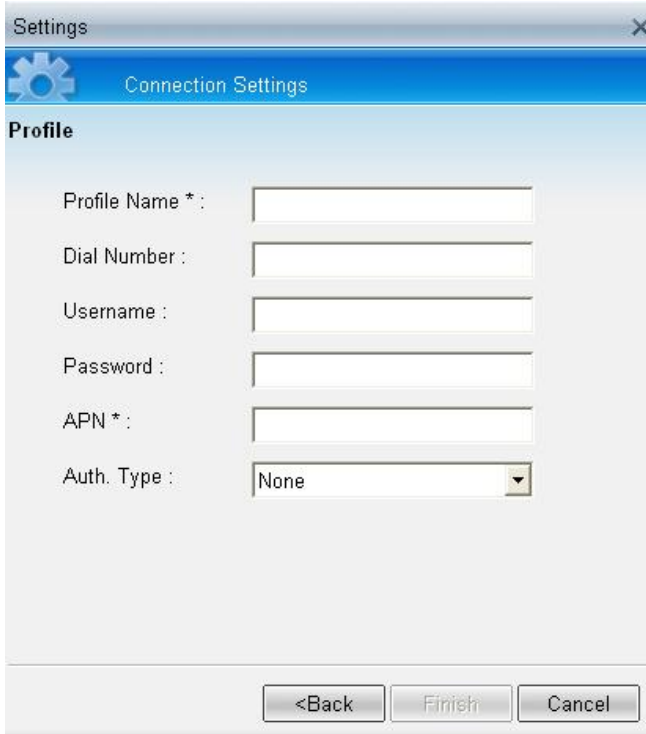 Settings
Connection Settings
Profile
Profile Name * :
Dial Number :
Username :
Password :
APN * :
Auth. Type :
None
<Back Finish Cancel